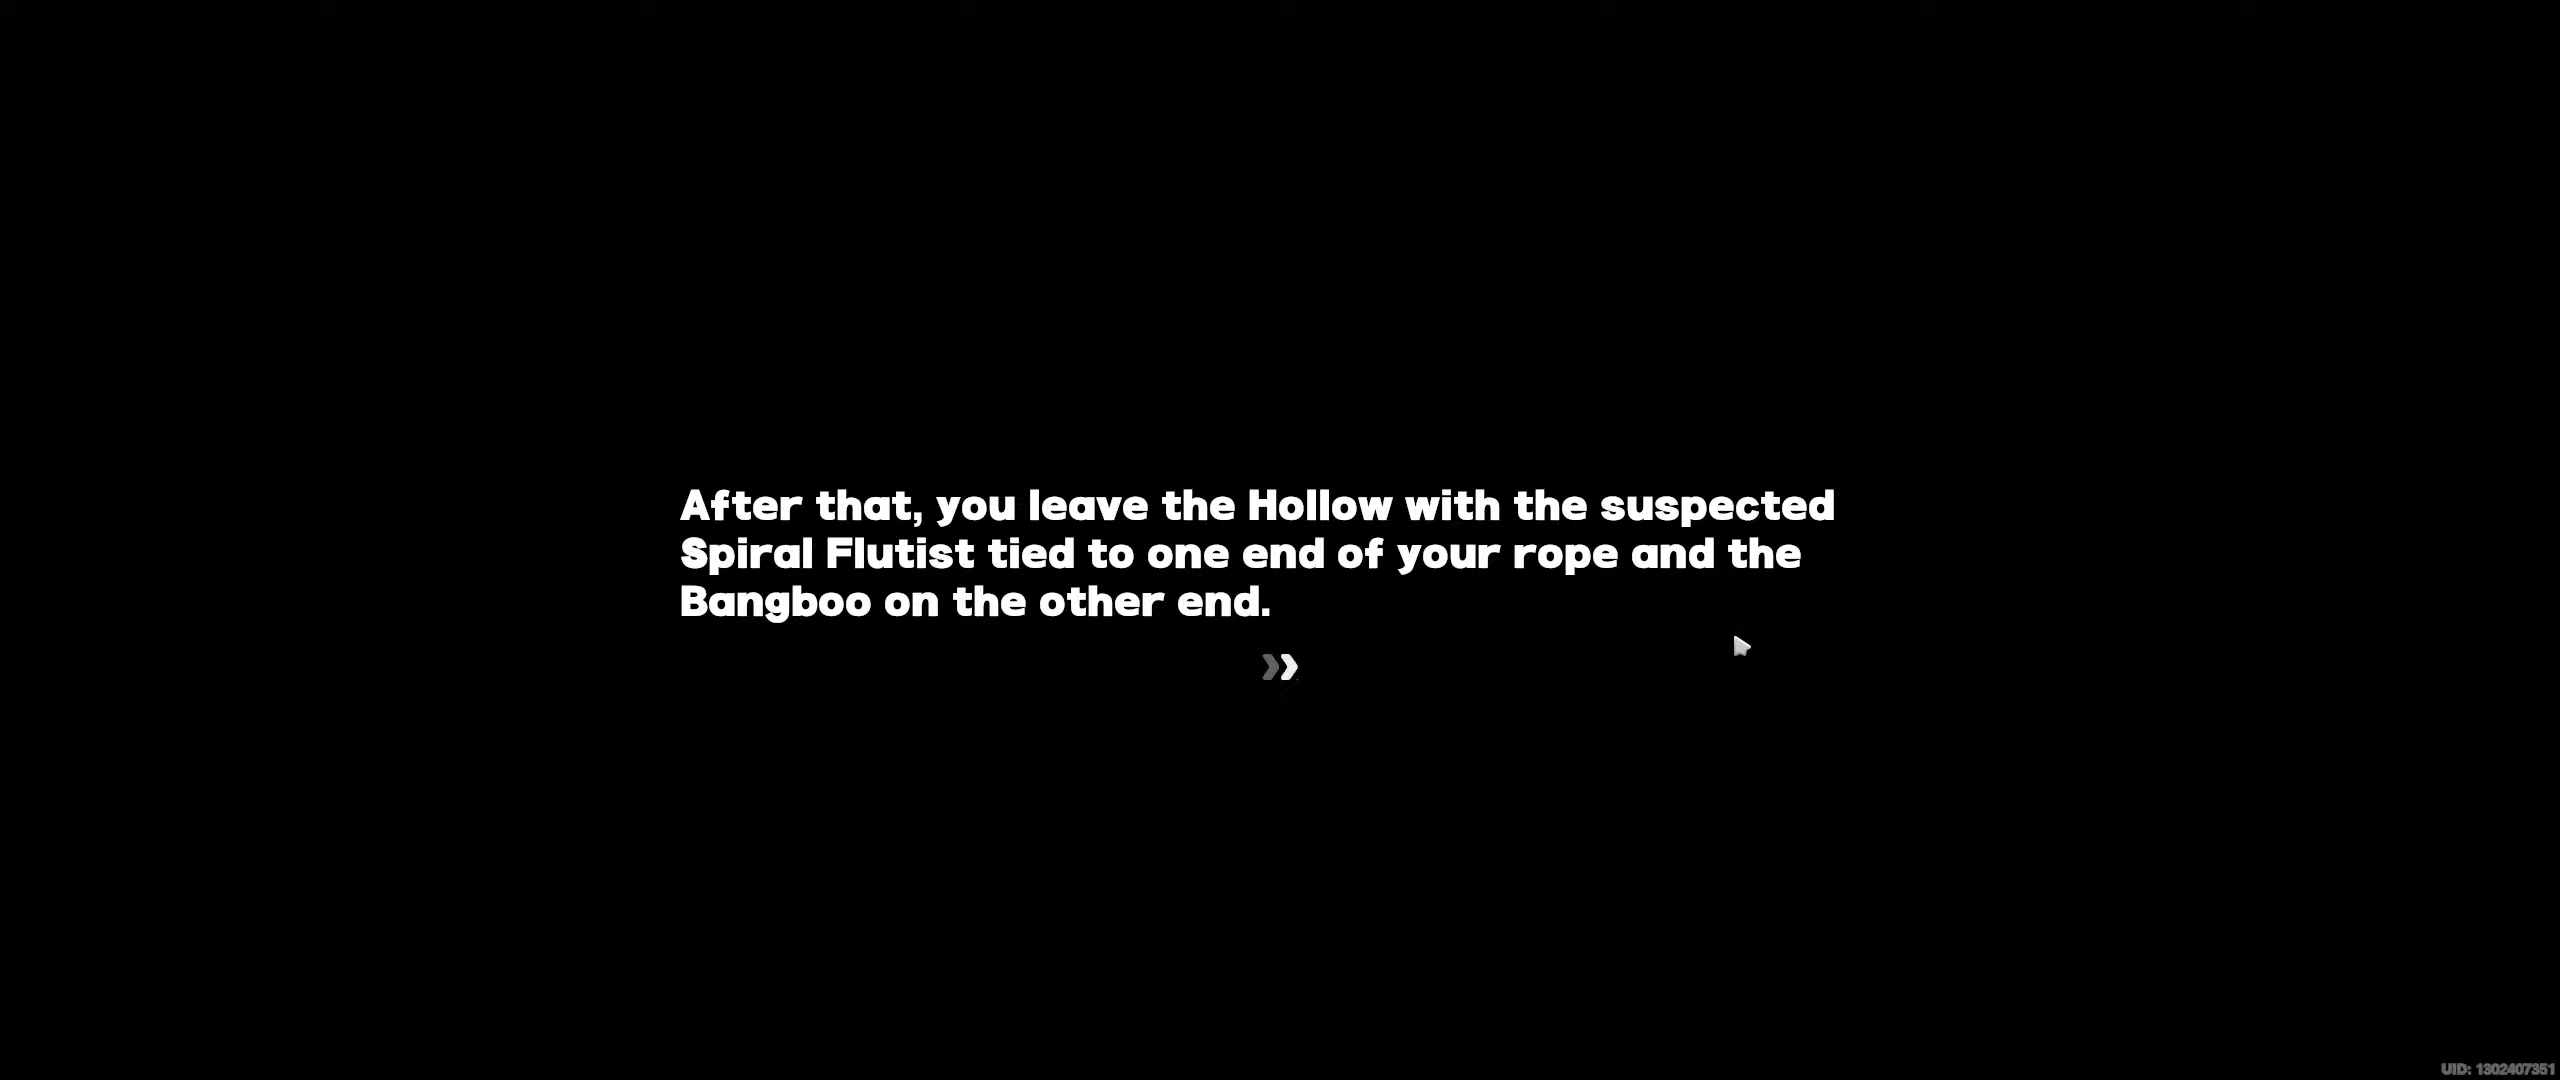 After that, you leave the Hollow with the suspected
Spiral Flutist tied to one end of your rope and the
Bangboo on the other end.
UID: 1302407351